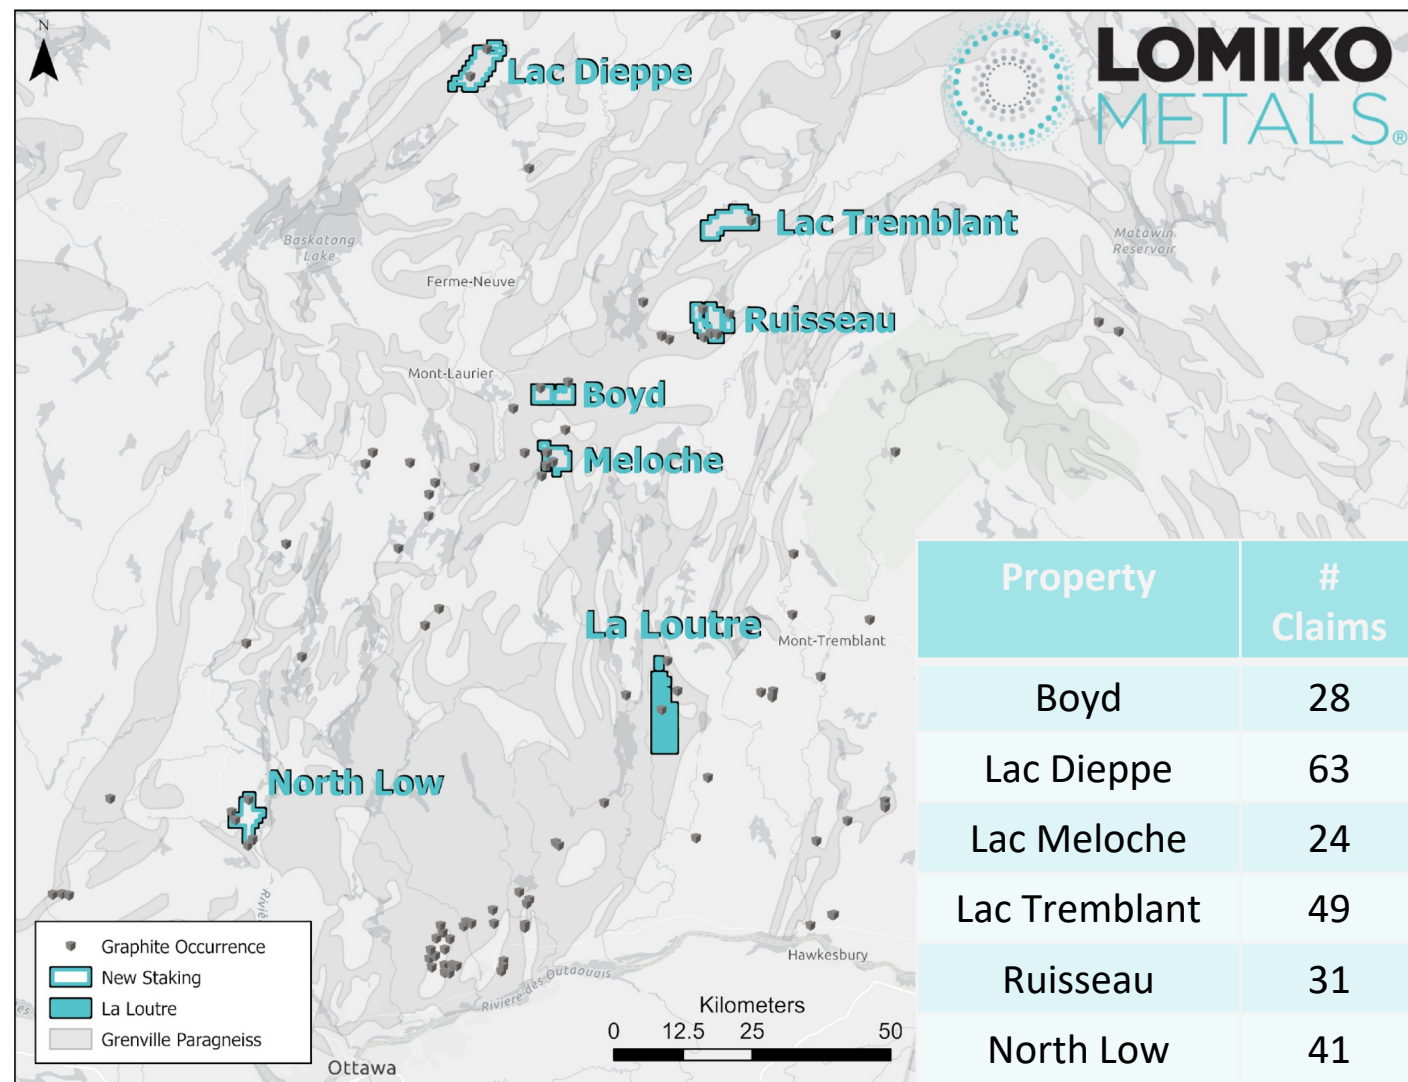 N
LOMIKO
METALS®
Lac Dieppe
Lac Tremblant
Baskatong
Lake
Matawin
Reservoir
Ferme-Neuve
Ruisseau
Mont-Laurier
Boyd
Meloche
La Loutre
Mont-Tremblant
North Low
Property
#
Claims
Boyd 28
Lac Dieppe 63
Lac Meloche 24
Lac Tremblant 49
Ruisseau 31
North Low 41
Graphite Occurrence
New Staking
La Loutre
Grenville Paragneiss
Riviere des Outaouais
Hawkesbury
Kilometers
0 12.5 25 50
Ottawa